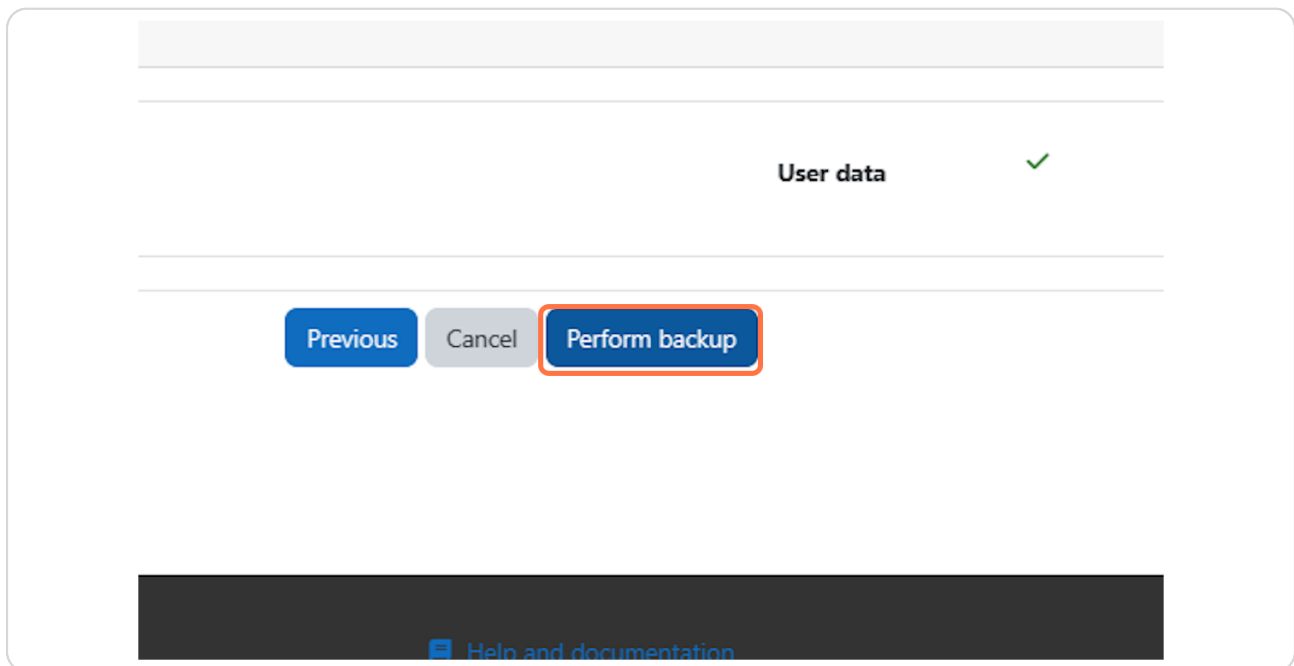 User data
Previous
Cancel
Perform backup
Help and documentation